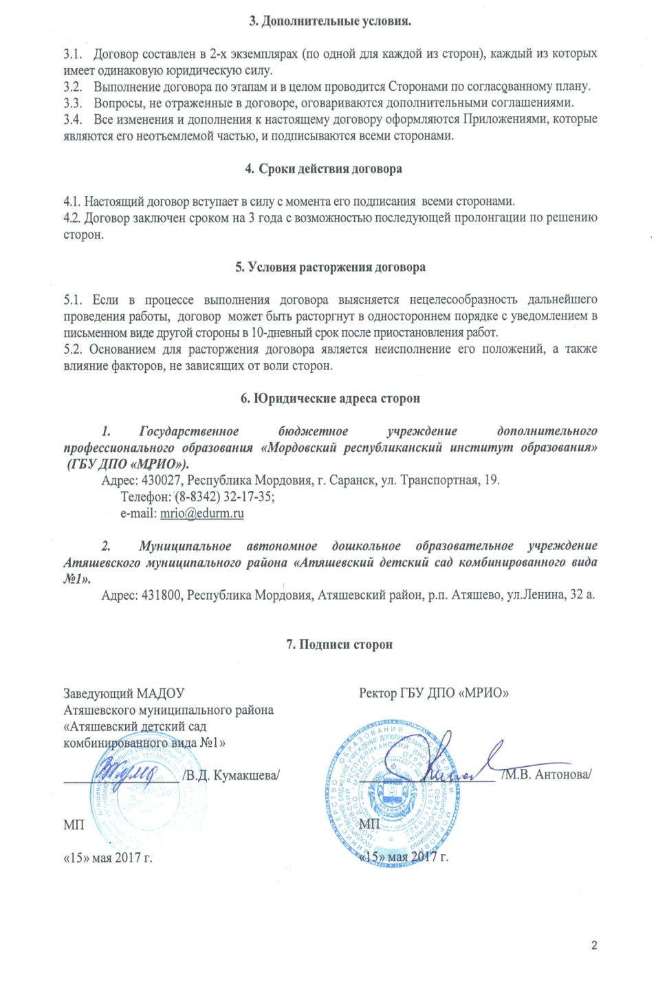 3. Дополнительные условия.
3.1. Договор составлен в 2-х экземплярах (по одной для каждой из сторон), каждый из которых
имеет одинаковую юридическую силу.
3.2. Выполнение договора по этапам и в целом проводится Сторонами по согласованному плану.
3.3. Вопросы, не отраженные в договоре, оговариваются дополнительными соглашениями.
3.4. Все изменения и дополнения к настоящему договору оформляются Приложениями, которые
являются его неотъемлемой частью, и подписываются всеми сторонами.
4. Сроки действия договора
4.1. Настоящий договор вступает в силу с момента его подписания всеми сторонами.
4.2. Договор заключен сроком на 3 года с возможностью последующей пролонгации по решению
сторон.
5. Условия расторжения договора
5.1. Если в процессе выполнения договора выясняется нецелесообразность дальнейшего
проведения работы, договор может быть расторгнут в одностороннем порядке с уведомлением в
письменном виде другой стороны в 10-дневный срок после приостановления работ.
5.2. Основанием для расторжения договора является неисполнение его положений, а также
влияние факторов, не зависящих от воли сторон.
6. Юридические адреса сторон
1. Государственное бюджетное учреждение дополнительного
профессионального образования «Мордовский республиканский институт образования»
(ГБУ ДПО «МРИО»).
Адрес: 430027, Республика Мордовия, г. Саранск, ул. Транспортная, 19.
Телефон: (8-8342) 32-17-35;
e-mail: mrio@edurm.ru
2. Муниципальное автономное дошкольное образовательное учреждение
Атяшевского муниципального района «Атяшевский детский сад комбинированного вида
№1».
Адрес: 431800, Республика Мордовия, Атяшевский район, р.п. Атяшево, ул.Ленина, 32 а.
7. Подписи сторон
Заведующий МАДОУ
Атяшевского муниципального района
«Атяшевский детский сад
комбинированного вида №1»
/В.Д. Кумакшева/
МП
«15» мая 2017 г.
Ректор ГБУ ДПО «МРИО»
/М.В. Антонова/
МП
«15» мая 2017 г.
2